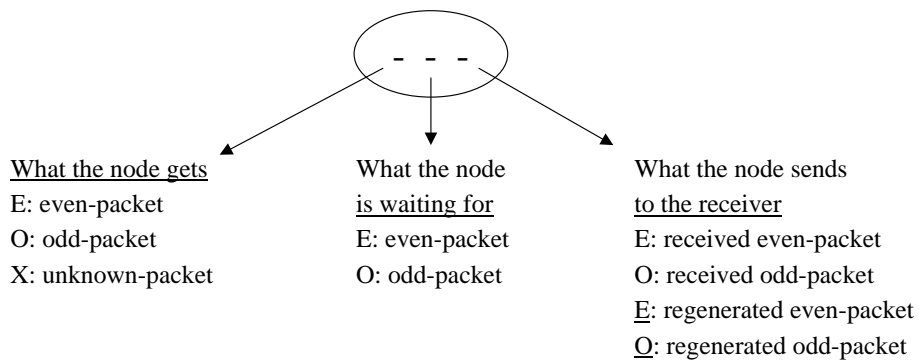 - - -
What the node gets
E: even-packet
O: odd-packet
X: unknown-packet
What the node
is waiting for
E: even-packet
O: odd-packet
What the node sends
to the receiver
E: received even-packet
O: received odd-packet
E: regenerated even-packet
O: regenerated odd-packet